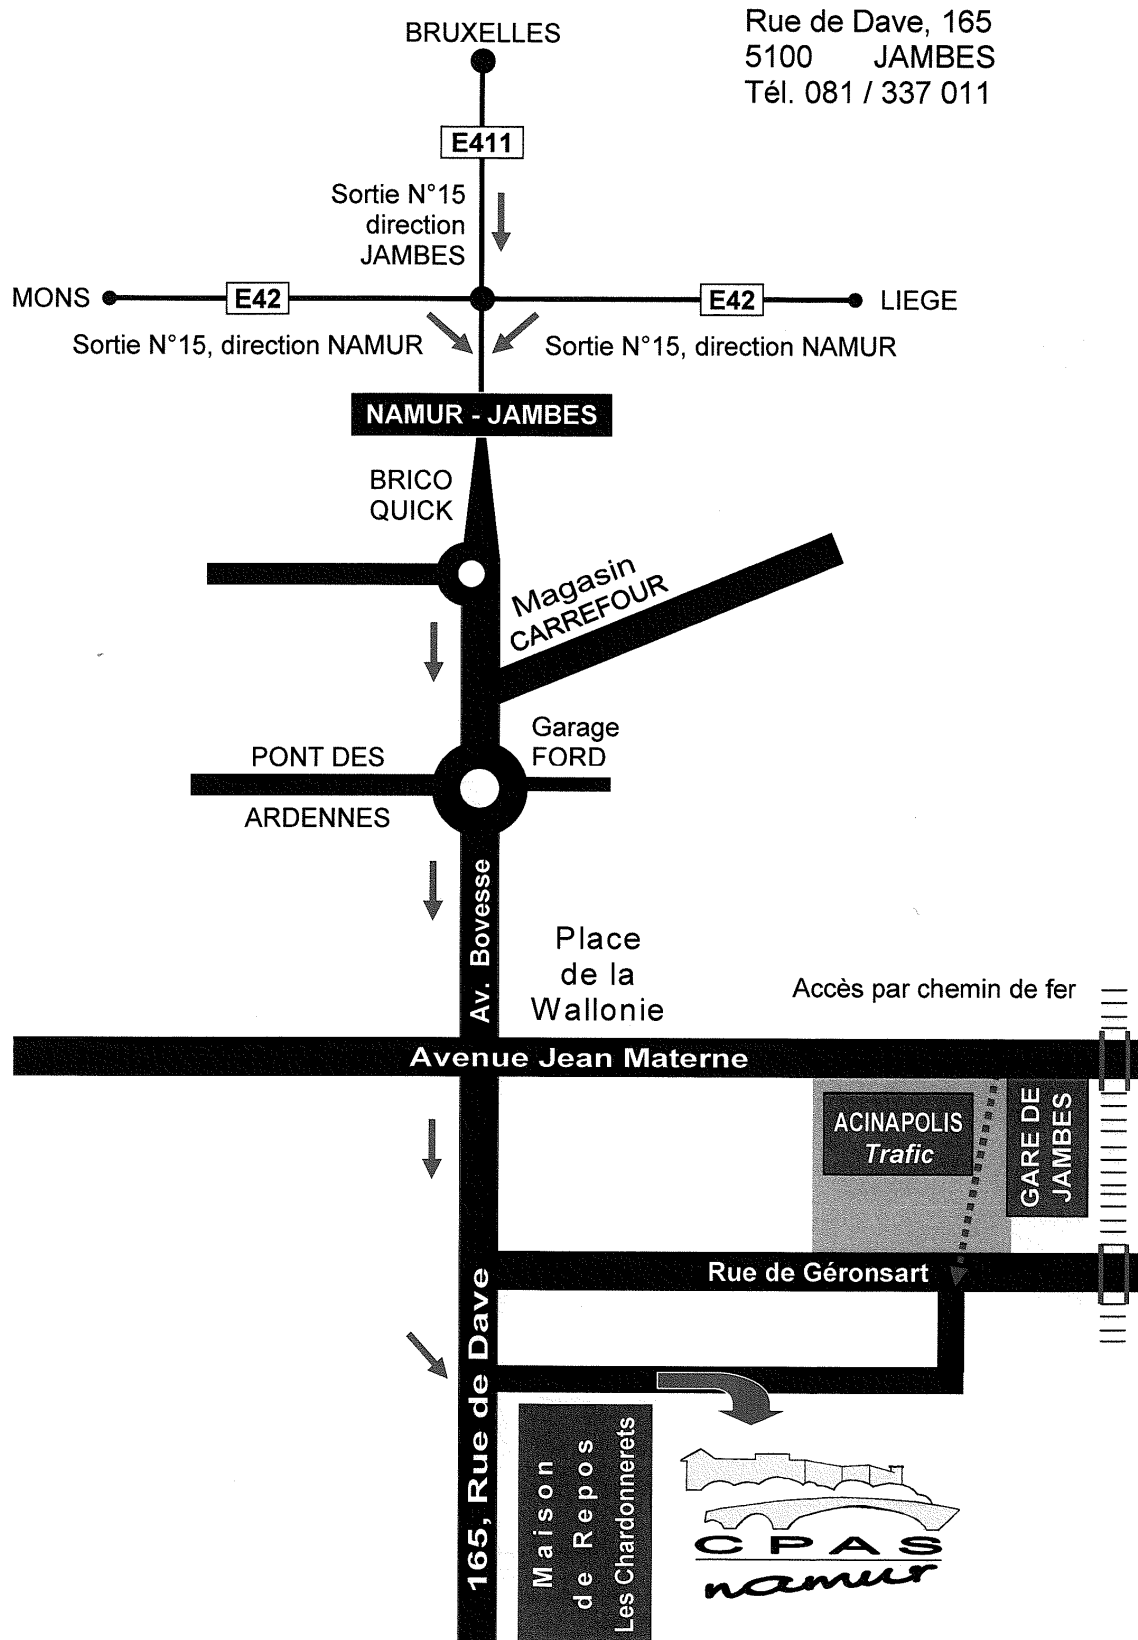 Rue de Dave, 165
5100 JAMBES
Tél. 081 / 337 011
BRUXELLES
E411
Sortie N°15
direction
JAMBES
MONS
E42
E42
LIEGE
Sortie N°15, direction NAMUR
Sortie N°15, direction NAMUR
NAMUR - JAMBES
BRICO
QUICK
Magasin
CARREFOUR
Garage
FORD
PONT DES
ARDENNES
Av. Bovesse
Place
de la
Wallonie
Accès par chemin de fer
Avenue Jean Materne
ACINAPOLIS
Trafic
GARE DE
JAMBES
Rue de Géronsart
165, Rue de Dave
Maison
de Repos
Les Chardonnerets
CPAS
namur